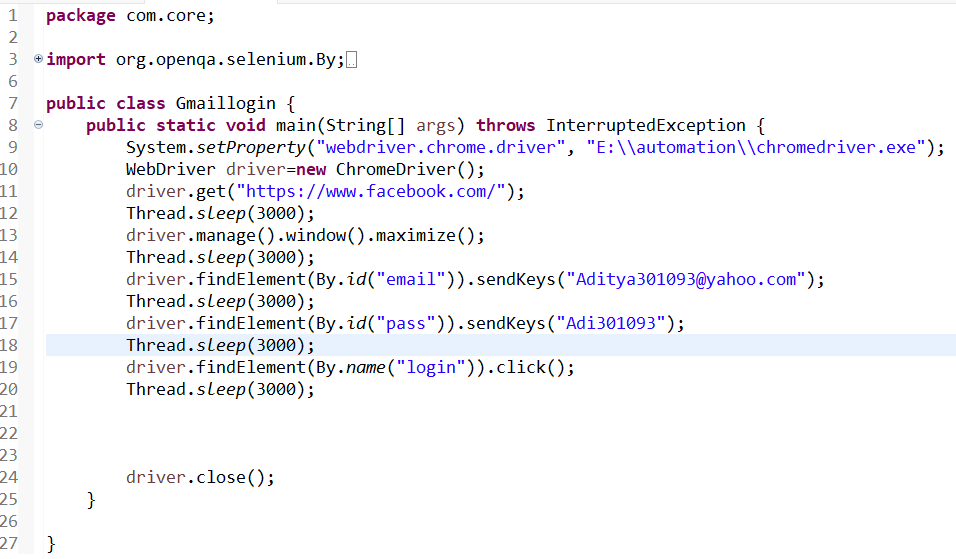 1 package com.core;
2
3 import org.openqa.selenium.By;
6
7 public class Gmaillogin {
8 public static void main(String[] args) throws InterruptedException {
9 System.setProperty("webdriver.chrome.driver", "E:\\automation\\chromedriver.exe");
10 WebDriver driver=new ChromeDriver();
11 driver.get("https://www.facebook.com/");
12 Thread.sleep(3000);
13 driver.manage().window().maximize();
14 Thread.sleep(3000);
15 driver.findElement(By.id("email")).sendKeys("Aditya301093@yahoo.com");
16 Thread.sleep(3000);
17 driver.findElement(By.id("pass")).sendKeys("Adi301093");
18 Thread.sleep(3000);
19 driver.findElement(By.name("login")).click();
20 Thread.sleep(3000);
21
22
23
24 driver.close();
25 }
26
27 }